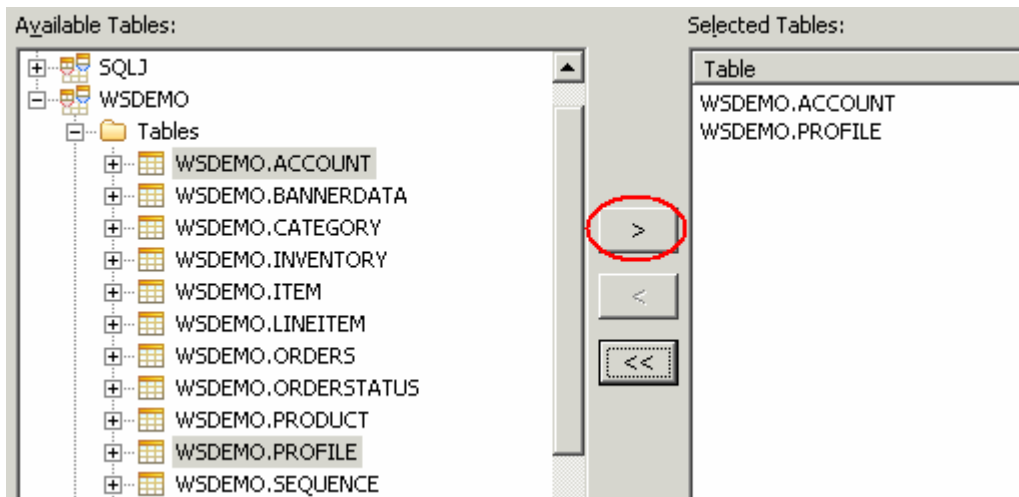 Available Tables:
SQLJ
WSDEMO
Tables
WSDEMO.ACCOUNT
WSDEMO.BANNERDATA
WSDEMO.CATEGORY
WSDEMO.INVENTORY
WSDEMO.ITEM
WSDEMO.LINEITEM
WSDEMO.ORDERS
WSDEMO.ORDERSTATUS
WSDEMO.PRODUCT
WSDEMO.PROFILE
WSDEMO.SEQUENCE
>
<
<<
Selected Tables:
Table
WSDEMO.ACCOUNT
WSDEMO.PROFILE